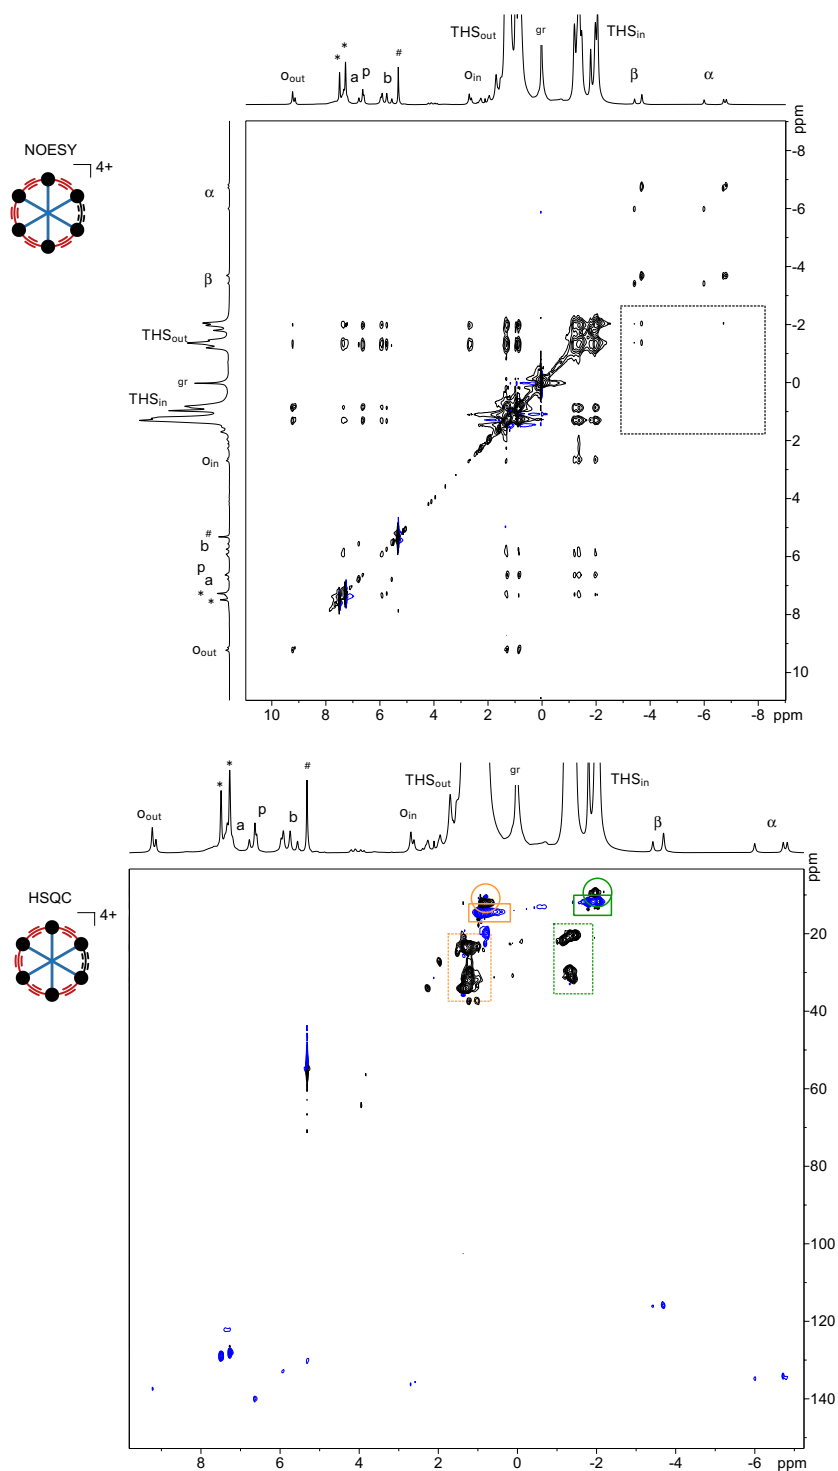 THS_out
gr
THS_in
*
*
#
o_out
a
p
b
o_in
β
α
NOESY
4+
α
β
THS_out
gr
THS_in
o_in
#
b
p
a
*
*
o_out
ppm
-8
-6
-4
-2
0
2
4
6
8
10
10
8
6
4
2
0
-2
-4
-6
-8
ppm
*
*
#
THS_out
gr
THS_in
o_out
a
p
b
o_in
β
α
HSQC
4+
ppm
20
40
60
80
100
120
140
8
6
4
2
0
-2
-4
-6
ppm